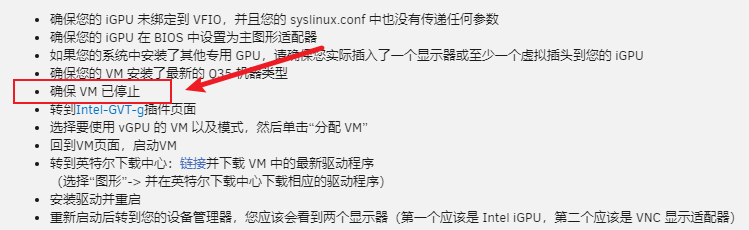 确保您的 iGPU 未绑定到 VFIO，并且您的 syslinux.conf 中也没有传递任何参数
确保您的 iGPU 在 BIOS 中设置为主图形适配器
如果您的系统中安装了其他专用 GPU，请确保您实际插入了一个显示器或至少一个虚拟插头到您的 iGPU
确保您的 VM 安装了最新的 Q35 机器类型
确保 VM 已停止
转到Intel-GVT-g插件页面
选择要使用 vGPU 的 VM 以及模式，然后单击“分配 VM”
回到VM页面，启动VM
转到英特尔下载中心：链接并下载 VM 中的最新驱动程序
（选择“图形”-> 并在英特尔下载中心下载相应的驱动程序）
安装驱动并重启
重新启动后转到您的设备管理器，您应该会看到两个显示器（第一个应该是 Intel iGPU，第二个应该是 VNC 显示适配器）